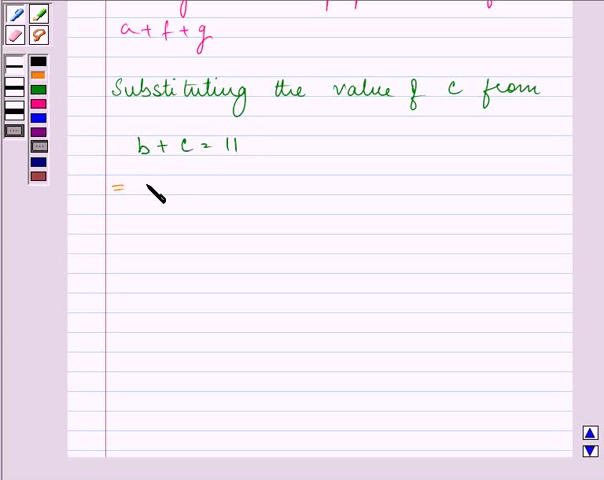 a + f + g
Substituting the value of c from
b + c = 11
=